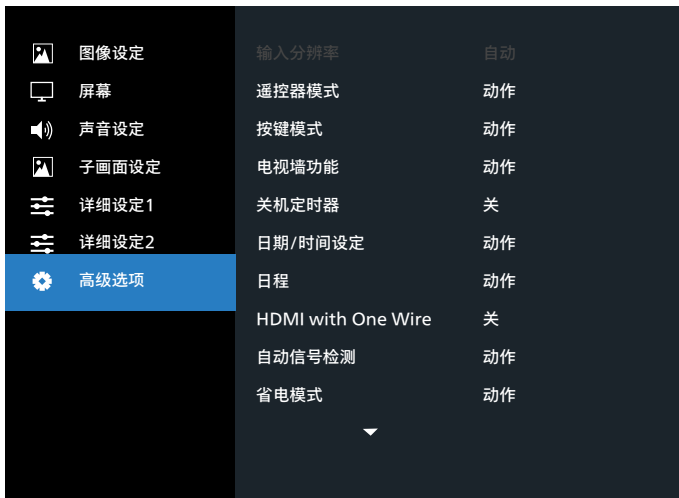 图像设定
屏幕
声音设定
子画面设定
详细设定1
详细设定2
高级选项
输入分辨率 自动
遥控器模式 动作
按键模式 动作
电视墙功能 动作
关机定时器 关
日期/时间设定 动作
日程 动作
HDMI with One Wire 关
自动信号检测 动作
省电模式 动作